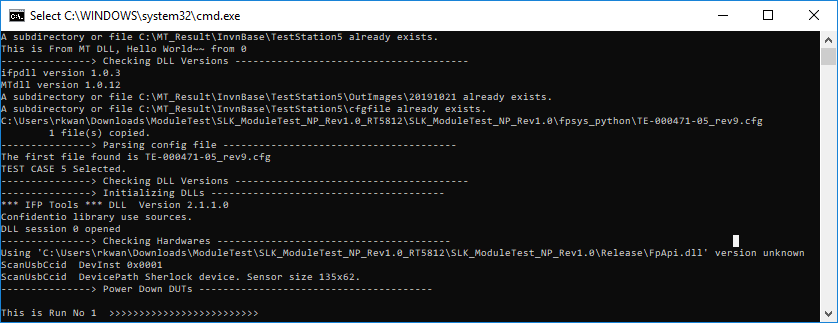 Select C:\WINDOWS\system32\cmd.exe
A subdirectory or file C:\MT_Result\InvnBase\TestStation5 already exists.
This is From MT DLL, Hello World~~ from 0
---------------> Checking DLL Versions ---------------------------------------
ifpdll version 1.0.3
MTdll version 1.0.12
A subdirectory or file C:\MT_Result\InvnBase\TestStation5\OutImages\20191021 already exists.
A subdirectory or file C:\MT_Result\InvnBase\TestStation5\cfgfile already exists.
C:\Users\rkwan\Downloads\ModuleTest\SLK_ModuleTest_NP_Rev1.0_RT5812\SLK_ModuleTest_NP_Rev1.0\fpsys_python\TE-000471-05_rev9.cfg
        1 file(s) copied.
---------------> Parsing config file ---------------------------------------
The first file found is TE-000471-05_rev9.cfg
TEST CASE 5 Selected.
---------------> Checking DLL Versions ---------------------------------------
---------------> Initializing DLLs ---------------------------------------
*** IFP Tools *** DLL  Version 2.1.1.0
Confidentio library use sources.
DLL session 0 opened
---------------> Checking Hardwares ---------------------------------------
Using 'C:\Users\rkwan\Downloads\ModuleTest\SLK_ModuleTest_NP_Rev1.0_RT5812\SLK_ModuleTest_NP_Rev1.0\Release\FpApi.dll' version unknown
ScanUsbCcid  DevInst 0x0001
ScanUsbCcid  DevicePath Sherlock device. Sensor size 135x62.
---------------> Power Down DUTs ---------------------------------------
This is Run No 1  >>>>>>>>>>>>>>>>>>>>>>>>>